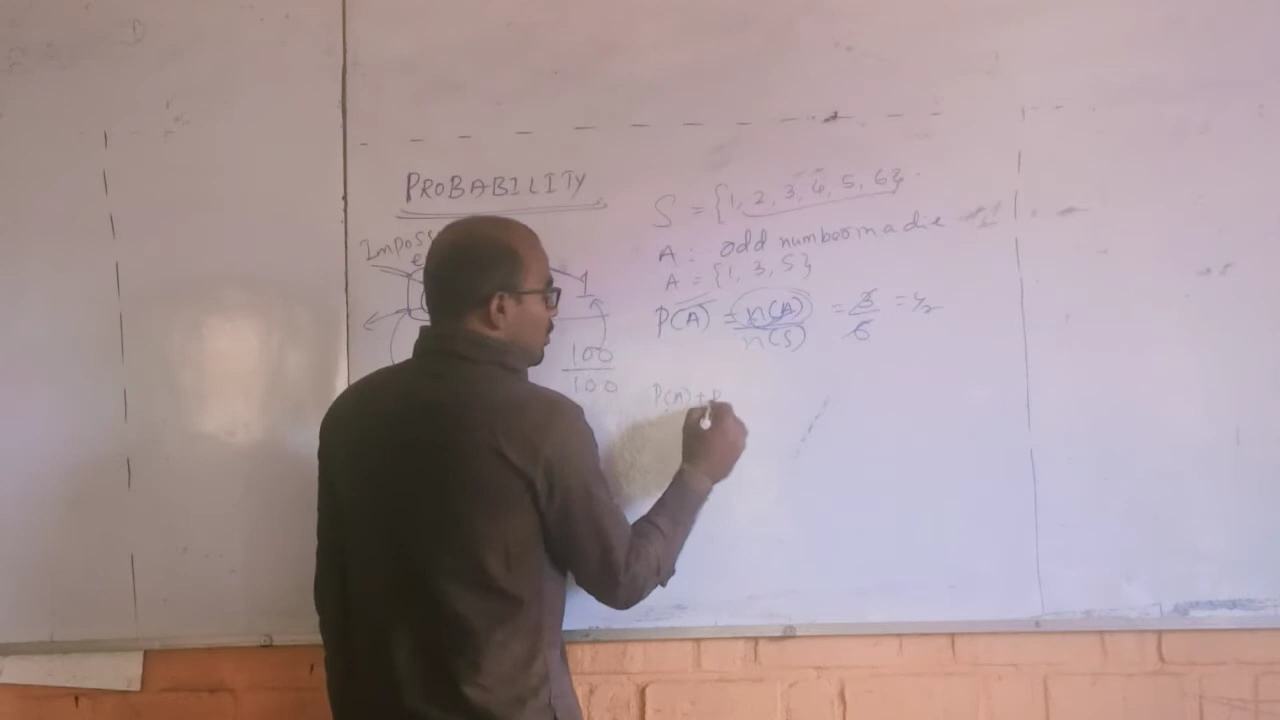 PROBABILITY
Imposs
e
1
100
100
S = {1, 2, 3, 4, 5, 6}.
A : odd number in a die
A = {1, 3, 5}
P(A) = n(A) / n(S) = 3 / 6 = 1/2
P(A) + P